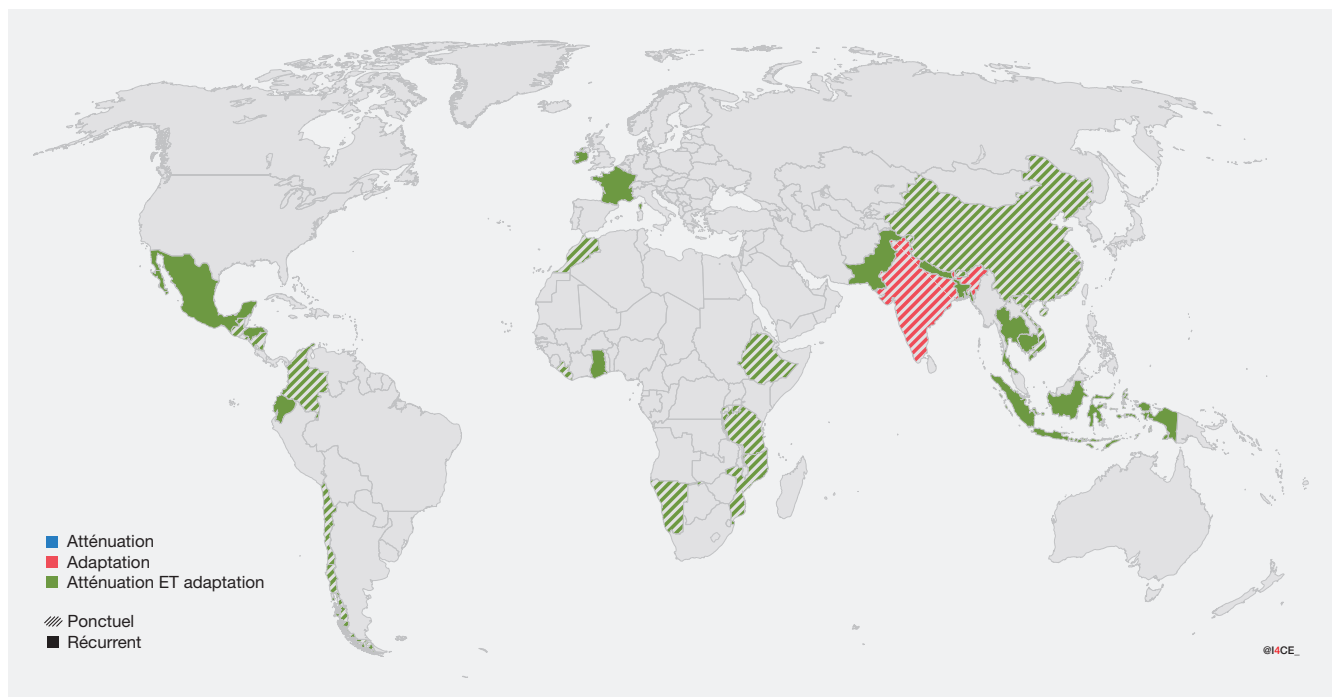 Atténuation
Adaptation
Atténuation ET adaptation
Ponctuel
Récurrent
@I4CE_